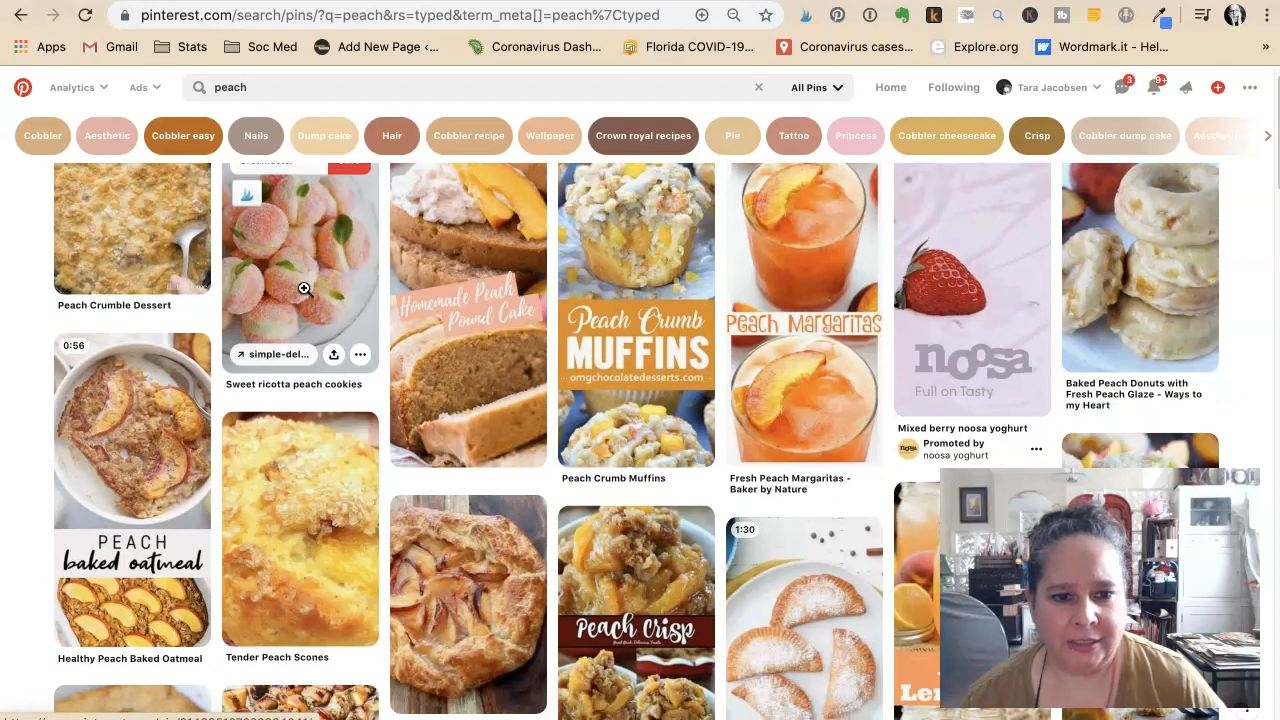 pinterest.com/search/pins/?q=peach&rs=typed&term_meta[]=peach%7Ctyped
Apps
Gmail
Stats
Soc Med
Add New Page ‹...
Coronavirus Dash...
Florida COVID-19...
Coronavirus cases...
Explore.org
Wordmark.it - Hel...
»
Analytics
Ads
peach
All Pins
Home
Following
Tara Jacobsen
3
9+
Cobbler
Aesthetic
Cobbler easy
Nails
Dump cake
Hair
Cobbler recipe
Wallpaper
Crown royal recipes
Pie
Tattoo
Princess
Cobbler cheesecake
Crisp
Cobbler dump cake
Peach Crumble Dessert
0:56
PEACH
baked oatmeal
Healthy Peach Baked Oatmeal
simple-del...
Sweet ricotta peach cookies
Tender Peach Scones
Homemade Peach
Pound Cake
Peach Crumb
MUFFINS
omgchocolatedesserts.com
Peach Crumb Muffins
Peach Crisp
PEACH MARGARITAS
Fresh Peach Margaritas -
Baker by Nature
1:30
noosa
Full on Tasty
Mixed berry noosa yoghurt
Promoted by
noosa yoghurt
Baked Peach Donuts with
Fresh Peach Glaze - Ways to
my Heart